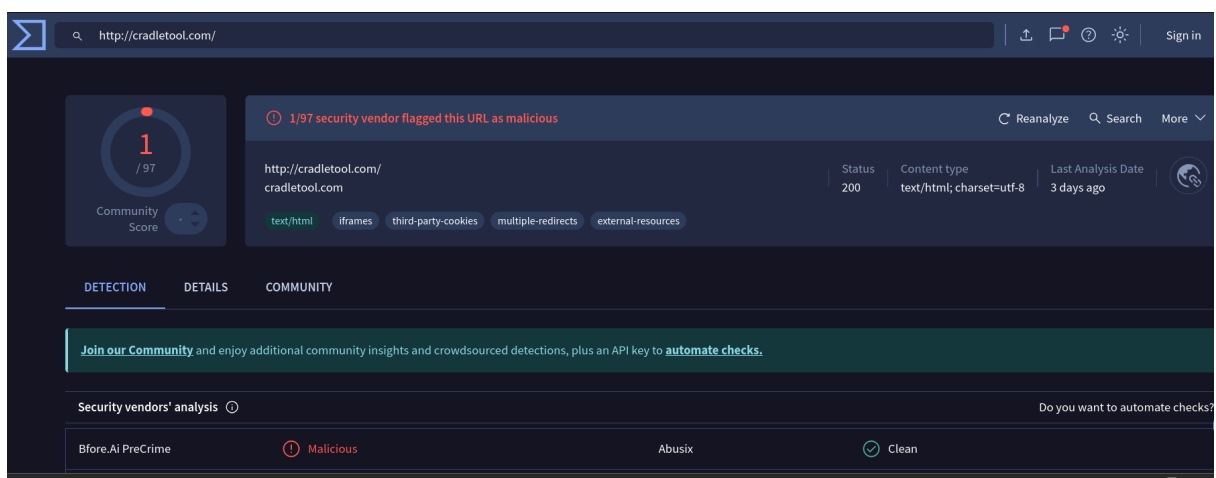 http://cradletool.com/
Sign in
1
/ 97
Community
Score
1/97 security vendor flagged this URL as malicious
Reanalyze
Search
More
http://cradletool.com/
cradletool.com
Status
200
Content type
text/html; charset=utf-8
Last Analysis Date
3 days ago
text/html iframes third-party-cookies multiple-redirects external-resources
DETECTION DETAILS COMMUNITY
Join our Community and enjoy additional community insights and crowdsourced detections, plus an API key to automate checks.
Security vendors' analysis
Do you want to automate checks?
Bfore.Ai PreCrime Malicious Abusix Clean